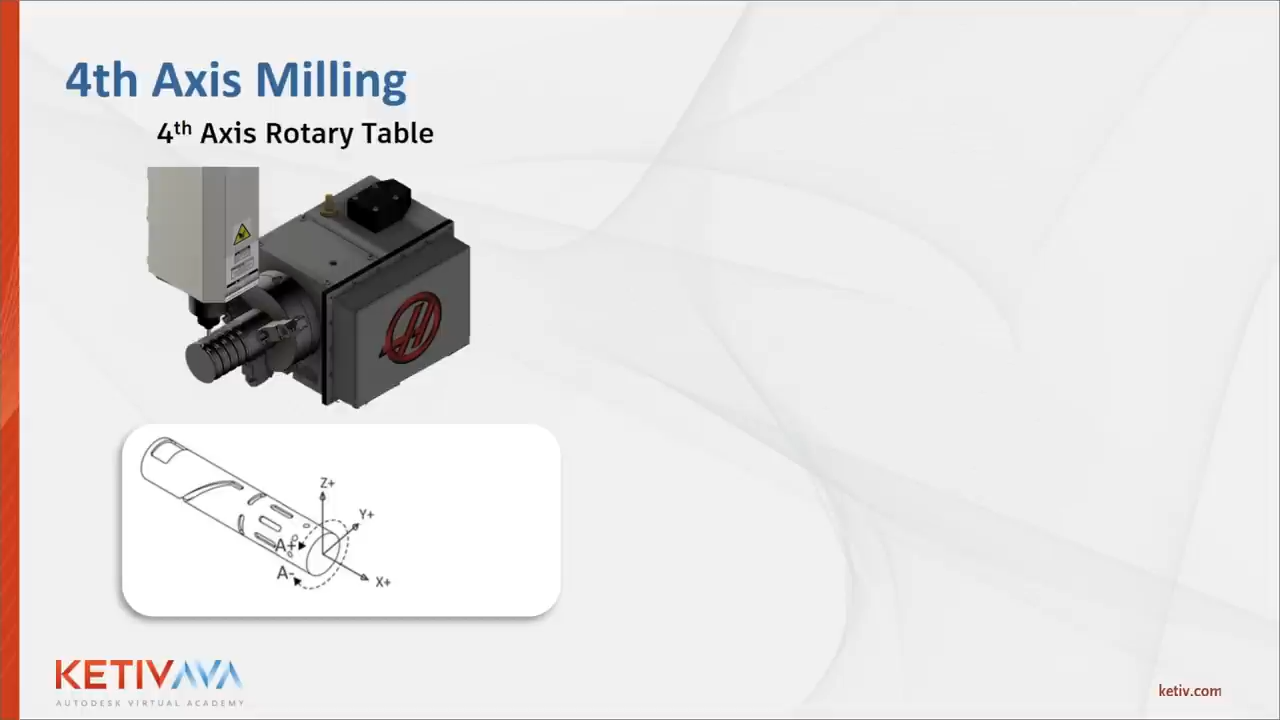 4th Axis Milling
4th Axis Rotary Table
Z+
Y+
A+
A-
X+
KETIVAVA
AUTODESK VIRTUAL ACADEMY
ketiv.com